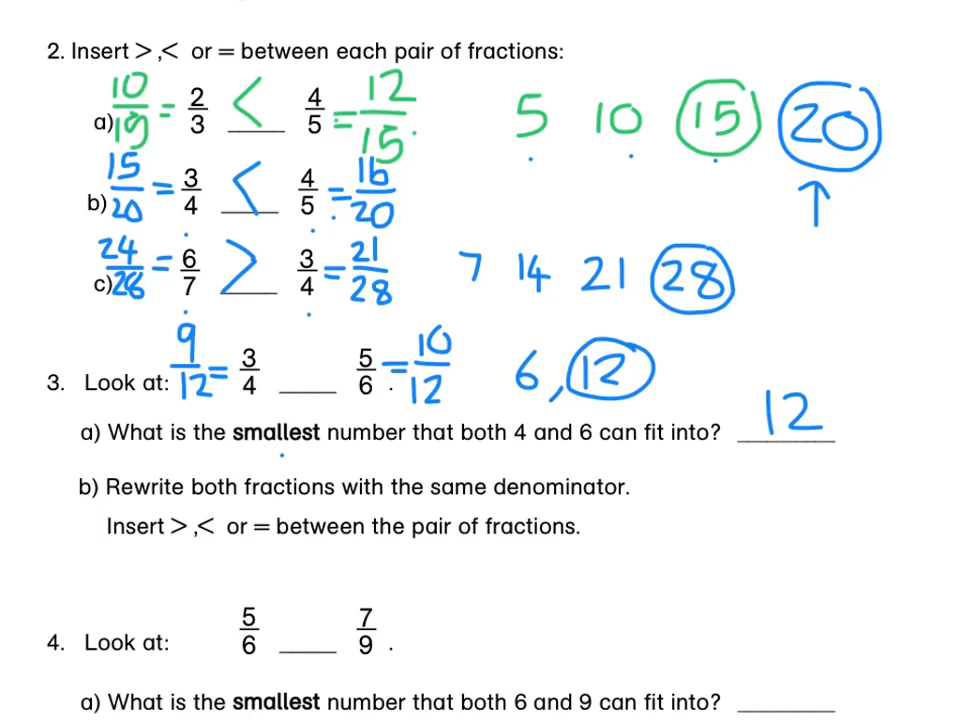 2. Insert > ,< or = between each pair of fractions:
a) 10/15 = 2/3 < 4/5 = 12/15 5 10 15 20
b) 15/20 = 3/4 < 4/5 = 16/20
c) 24/28 = 6/7 > 3/4 = 21/28 7 14 21 28
3. Look at: 9/12 = 3/4 ____ 5/6 . = 10/12 6, 12
a) What is the smallest number that both 4 and 6 can fit into? 12
b) Rewrite both fractions with the same denominator.
Insert > ,< or = between the pair of fractions.
4. Look at: 5/6 ____ 7/9 .
a) What is the smallest number that both 6 and 9 can fit into? ____